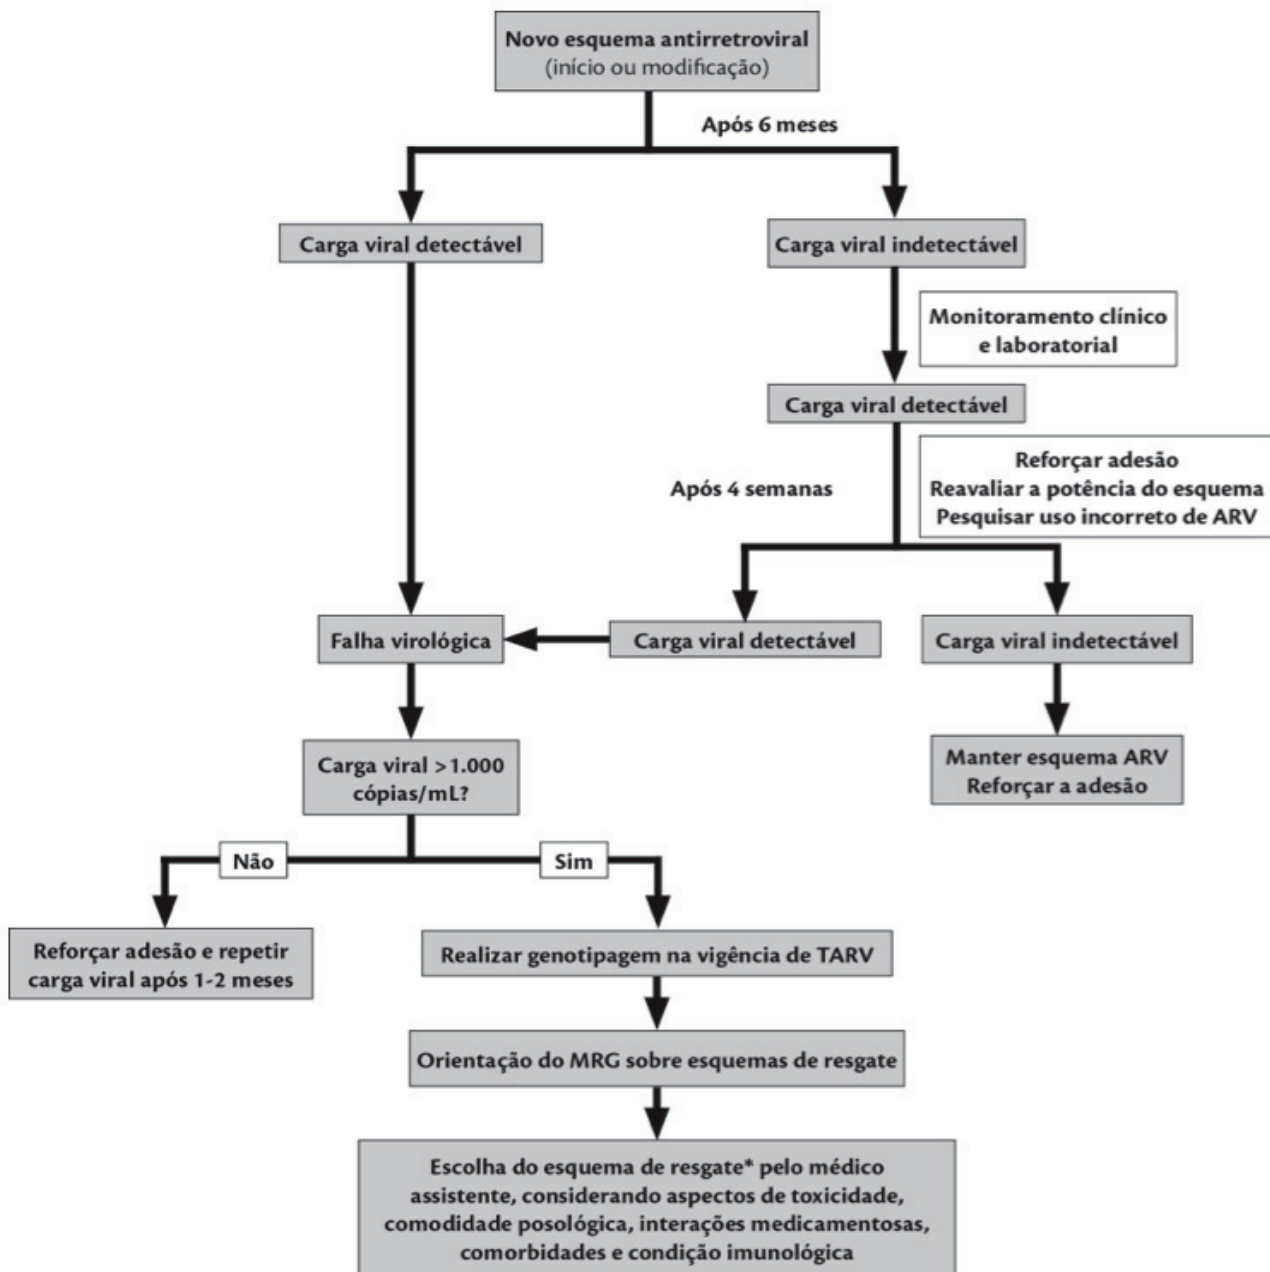 Novo esquema antirretroviral
(início ou modificação)
Após 6 meses
Carga viral detectável
Carga viral indetectável
Monitoramento clínico
e laboratorial
Carga viral detectável
Reforçar adesão
Reavaliar a potência do esquema
Pesquisar uso incorreto de ARV
Após 4 semanas
Falha virológica
Carga viral detectável
Carga viral indetectável
Carga viral >1.000
cópias/mL?
Manter esquema ARV
Reforçar a adesão
Não
Sim
Reforçar adesão e repetir
carga viral após 1-2 meses
Realizar genotipagem na vigência de TARV
Orientação do MRG sobre esquemas de resgate
Escolha do esquema de resgate* pelo médico
assistente, considerando aspectos de toxicidade,
comodidade posológica, interações medicamentosas,
comorbidades e condição imunológica